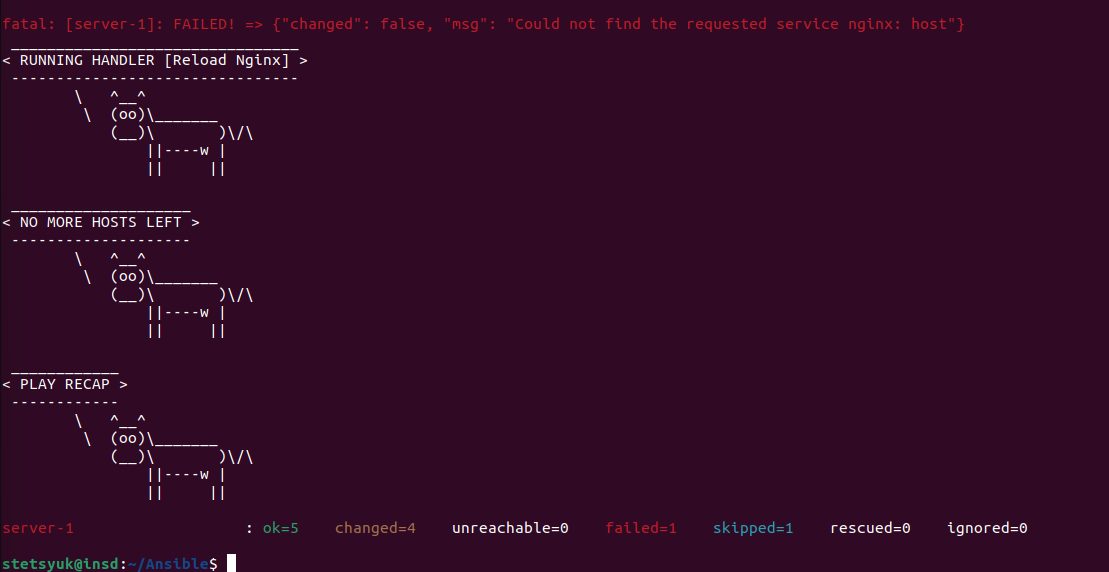 fatal: [server-1]: FAILED! => {"changed": false, "msg": "Could not find the requested service nginx: host"}
 ________________________________
< RUNNING HANDLER [Reload Nginx] >
 --------------------------------
        \   ^__^
         \  (oo)\_______
            (__)\       )\/\
                ||----w |
                ||     ||

 ____________________
< NO MORE HOSTS LEFT >
 --------------------
        \   ^__^
         \  (oo)\_______
            (__)\       )\/\
                ||----w |
                ||     ||

 ____________
< PLAY RECAP >
 ------------
        \   ^__^
         \  (oo)\_______
            (__)\       )\/\
                ||----w |
                ||     ||

server-1                   : ok=5    changed=4    unreachable=0    failed=1    skipped=1    rescued=0    ignored=0

stetsyuk@insd:~/Ansible$